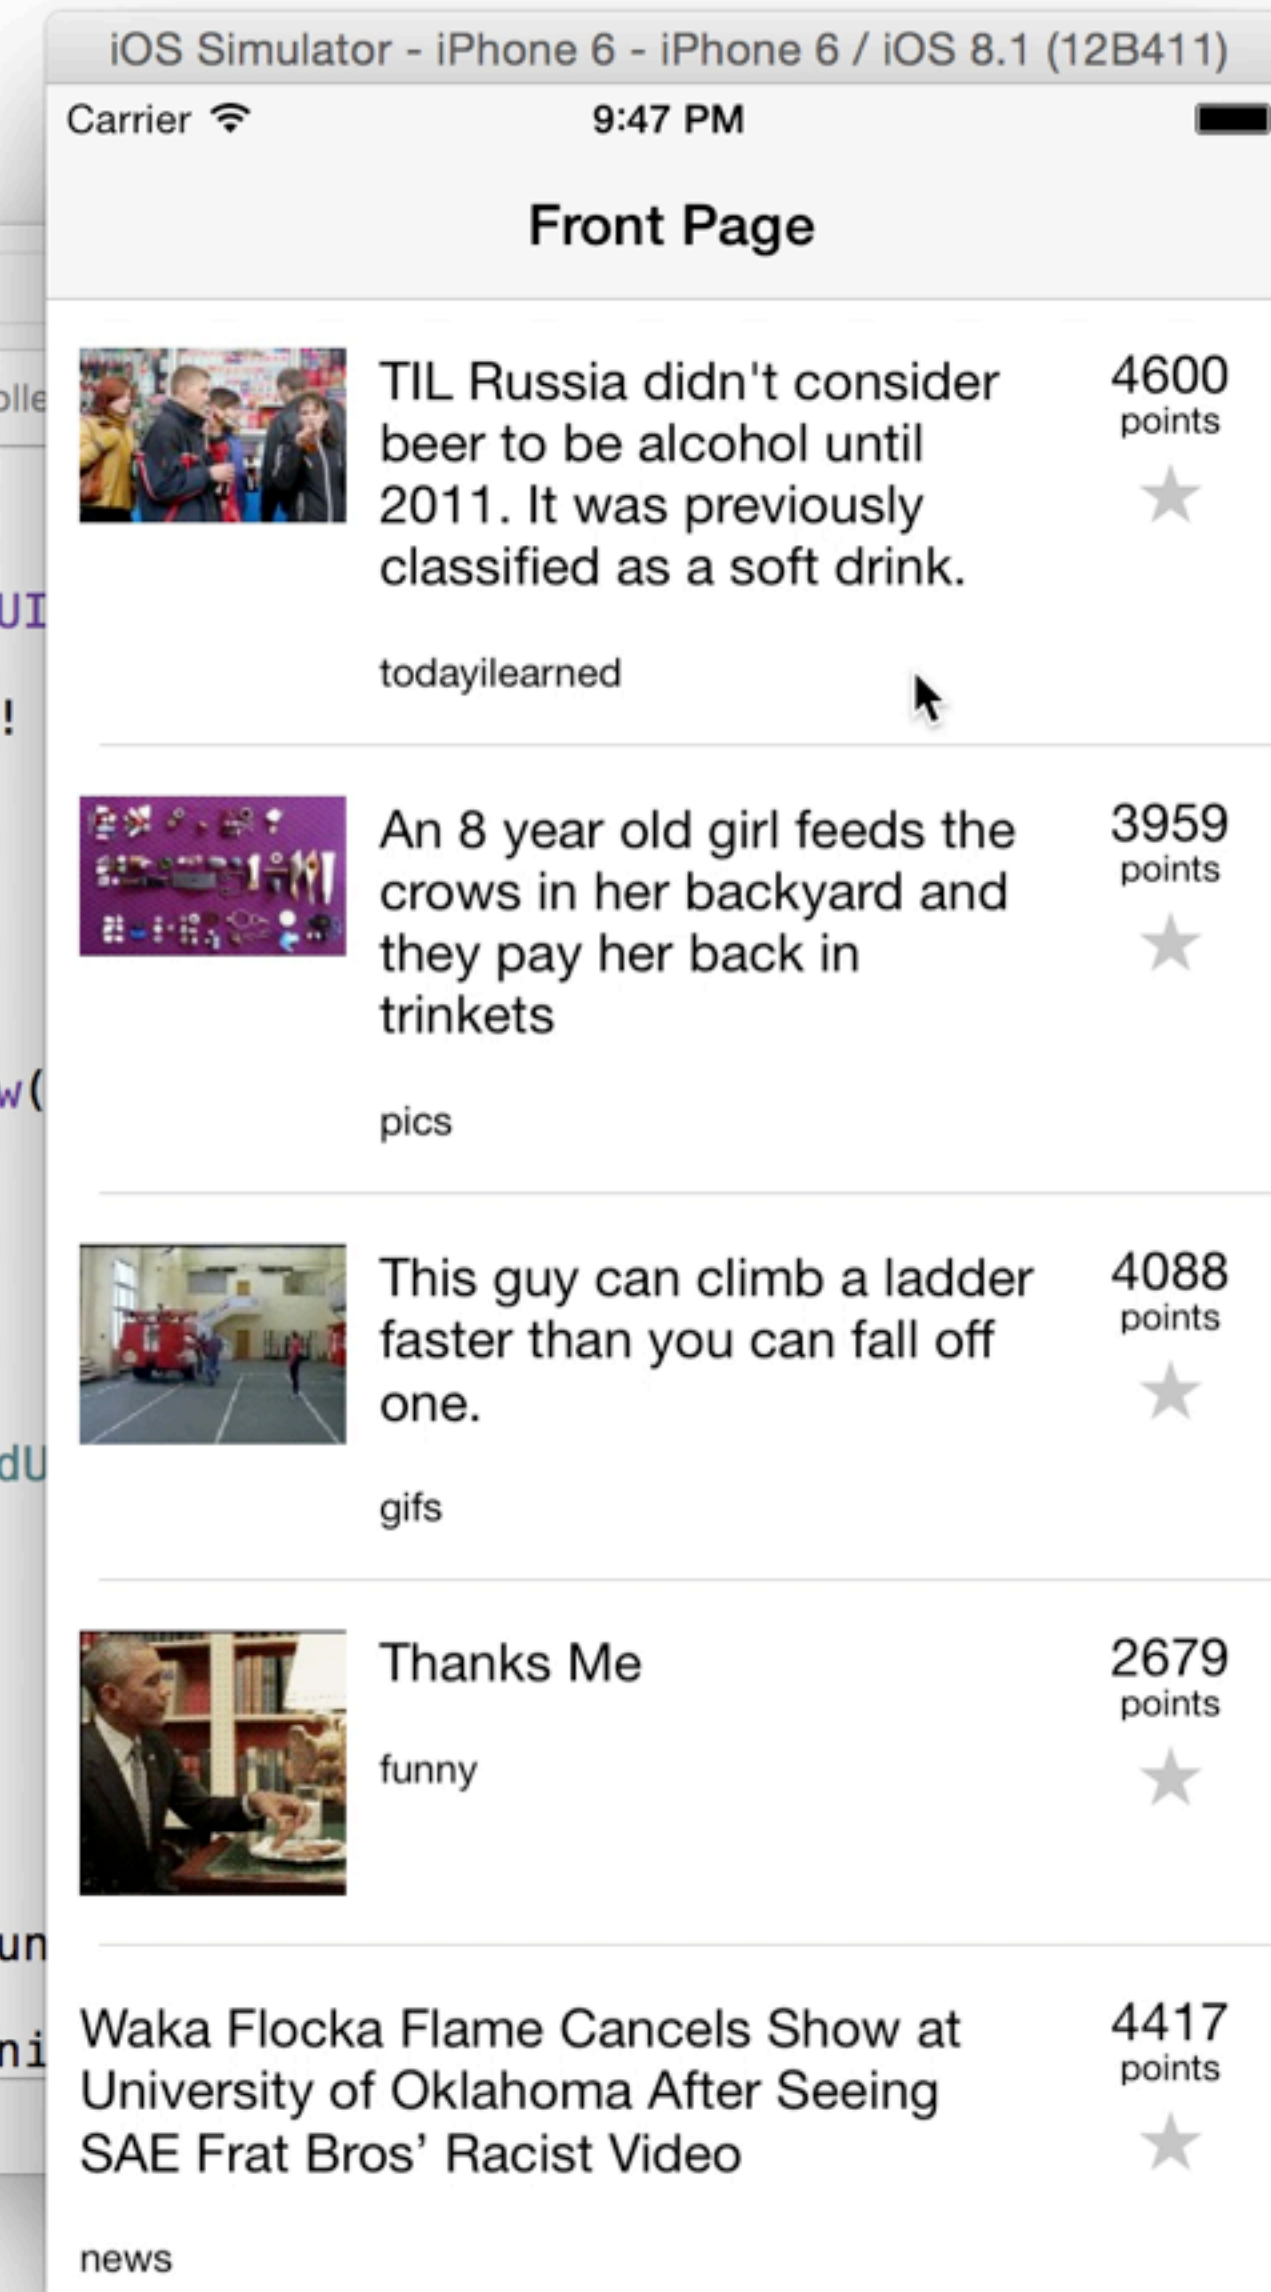 iOS Simulator - iPhone 6 - iPhone 6 / iOS 8.1 (12B411)
Carrier 9:47 PM
Front Page
olle
UI
!
w(
dU
un
ni
TIL Russia didn't consider
beer to be alcohol until
2011. It was previously
classified as a soft drink.
todayilearned
4600
points
An 8 year old girl feeds the
crows in her backyard and
they pay her back in
trinkets
pics
3959
points
This guy can climb a ladder
faster than you can fall off
one.
gifs
4088
points
Thanks Me
funny
2679
points
Waka Flocka Flame Cancels Show at
University of Oklahoma After Seeing
SAE Frat Bros’ Racist Video
news
4417
points